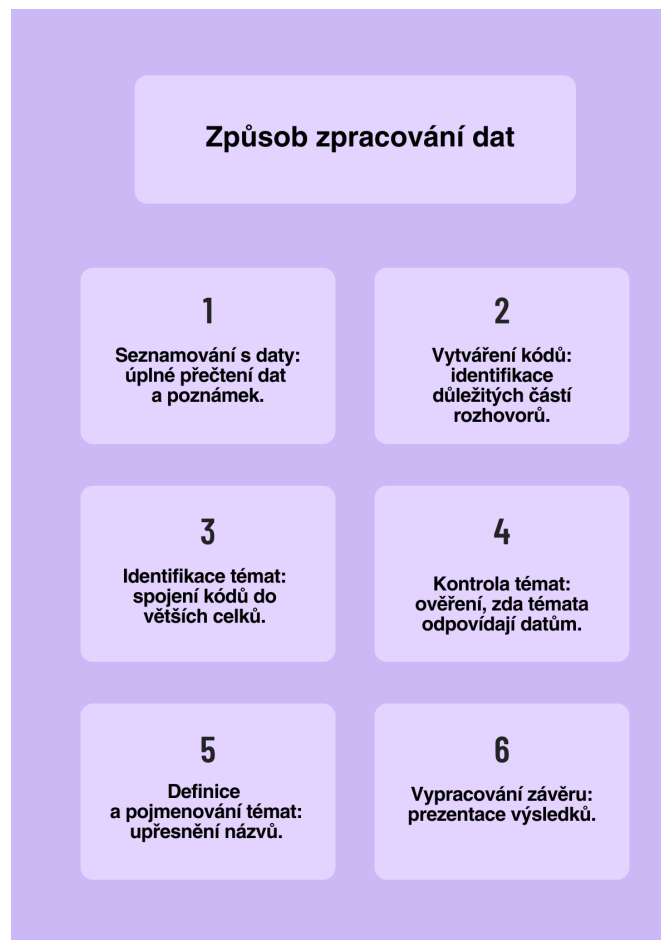 Způsob zpracování dat
1
Seznamování s daty:
úplné přečtení dat
a poznámek.
2
Vytváření kódů:
identifikace
důležitých částí
rozhovorů.
3
Identifikace témat:
spojení kódů do
větších celků.
4
Kontrola témat:
ověření, zda témata
odpovídají datům.
5
Definice
a pojmenování témat:
upřesnění názvů.
6
Vypracování závěru:
prezentace výsledků.